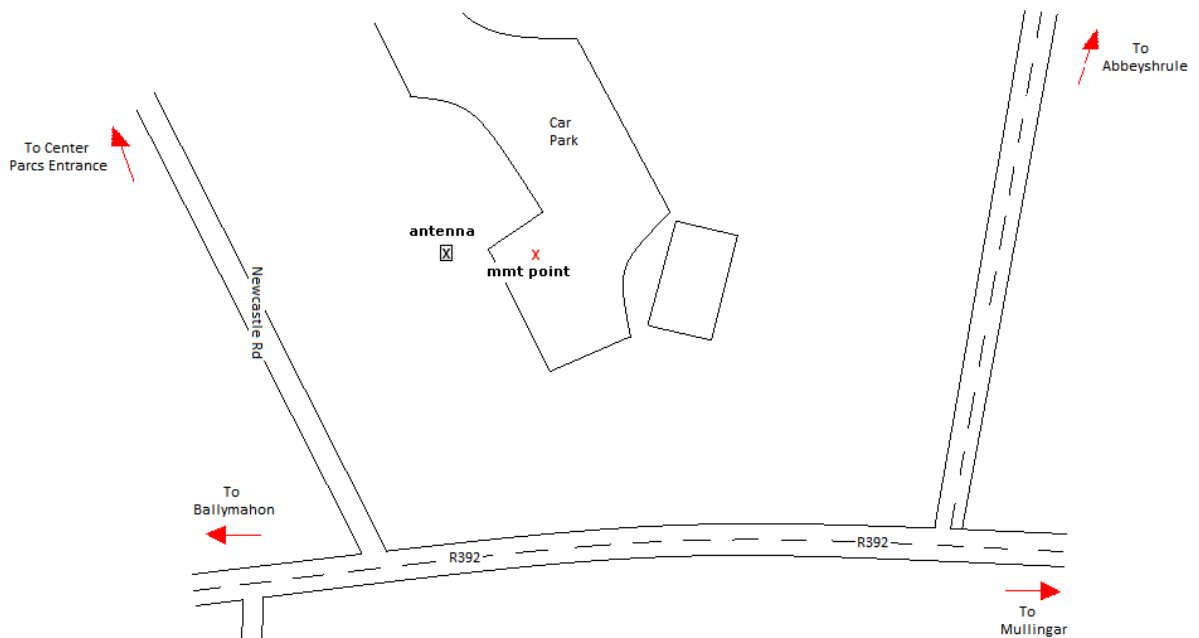 To
Abbeyshrule
Car
Park
To Center
Parcs Entrance
antenna
X
X
mmt point
Newcastle Rd
To
Ballymahon
R392
R392
To
Mullingar